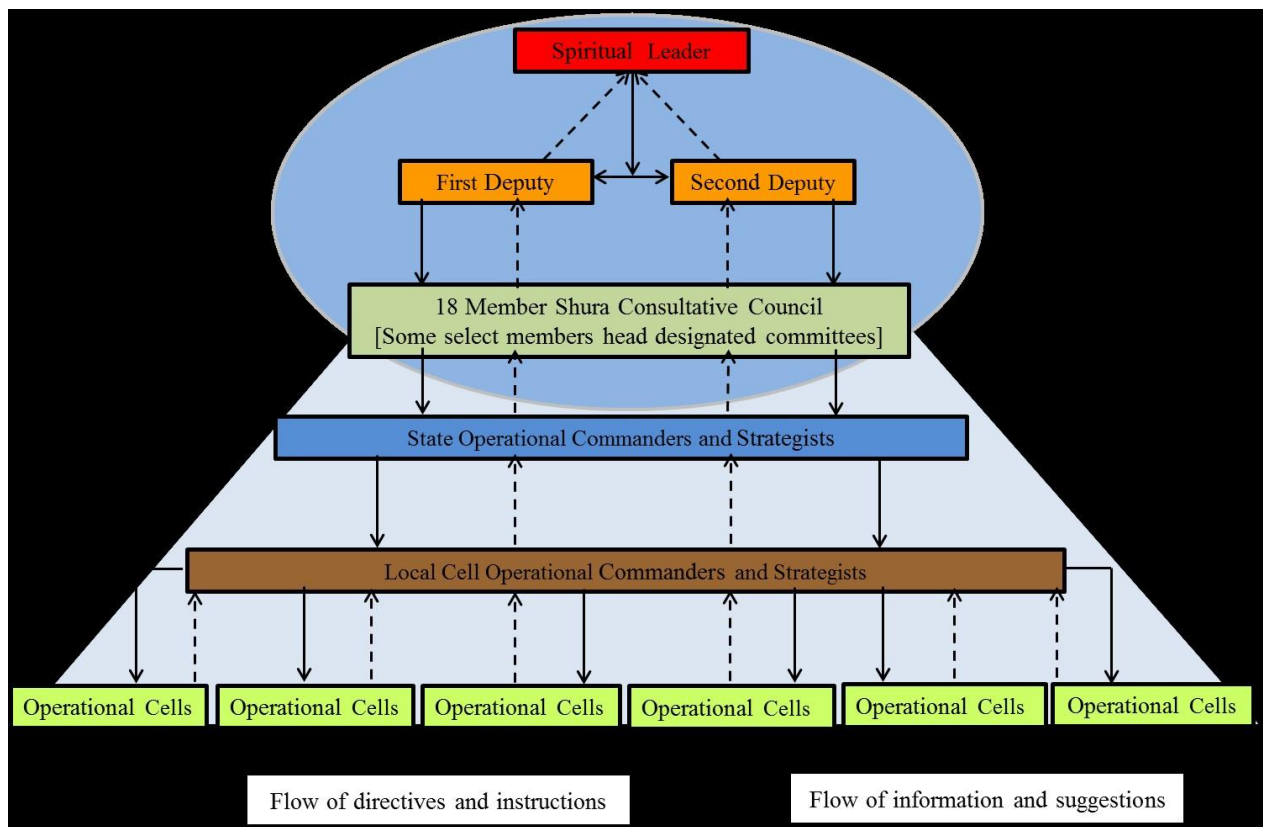 Spiritual Leader
First Deputy
Second Deputy
18 Member Shura Consultative Council
[Some select members head designated committees]
State Operational Commanders and Strategists
Local Cell Operational Commanders and Strategists
Operational Cells
Operational Cells
Operational Cells
Operational Cells
Operational Cells
Operational Cells
Flow of directives and instructions
Flow of information and suggestions